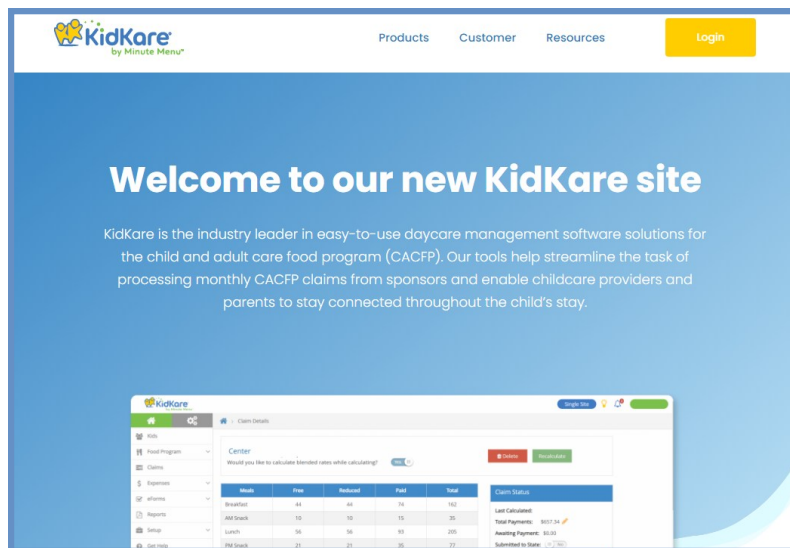 KidKare
by Minute Menu
Products Customer Resources Login
Welcome to our new KidKare site
KidKare is the industry leader in easy-to-use daycare management software solutions for
the child and adult care food program (CACFP). Our tools help streamline the task of
processing monthly CACFP claims from sponsors and enable childcare providers and
parents to stay connected throughout the child's stay.
KidKare
by Minute Menu
Single Site
> Claim Details
Kids
Food Program
Claims
$ Expenses
eForms
Reports
Setup
Get Help
Center
Would you like to calculate blended rates while calculating? Yes
Delete Recalculate
Meals Free Reduced Paid Total
Breakfast 44 44 74 162
AM Snack 10 10 15 35
Lunch 56 56 93 205
PM Snack 21 21 35 77
Claim Status
Last Calculated:
Total Payments: $657.34
Awaiting Payment: $0.00
Submitted to State: No